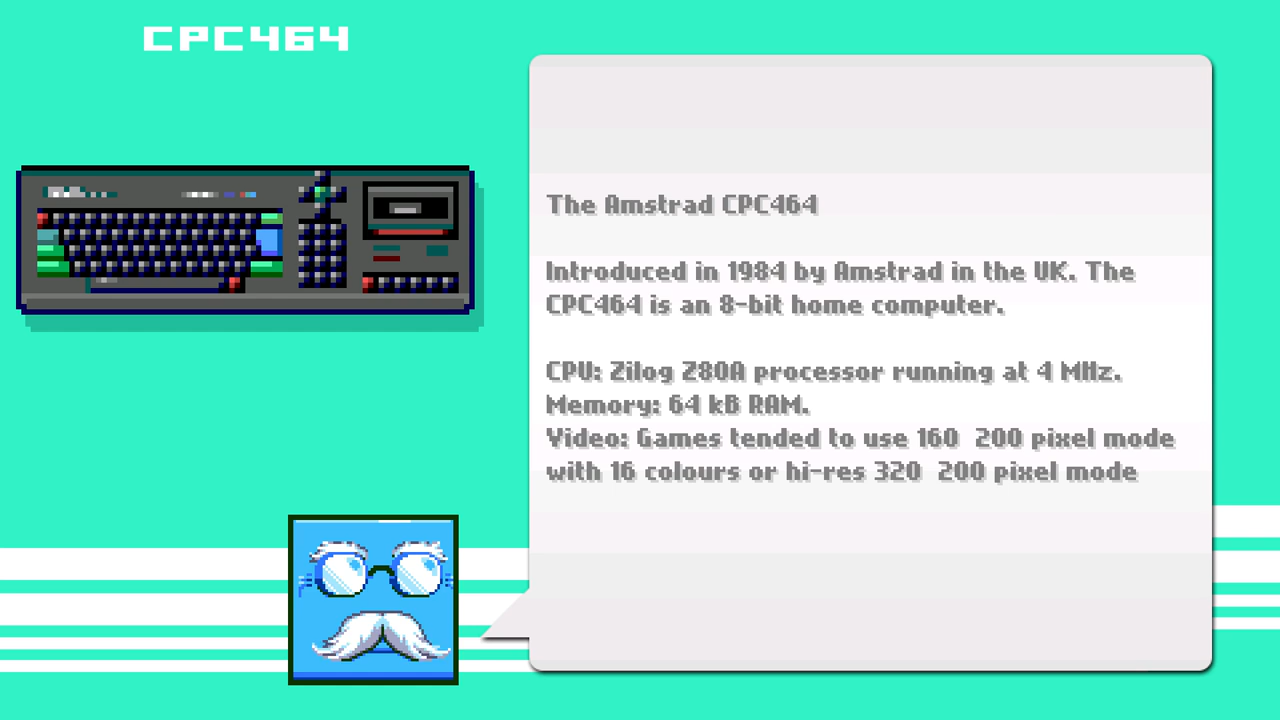 CPC464
The Amstrad CPC464
Introduced in 1984 by Amstrad in the UK. The
CPC464 is an 8-bit home computer.
CPU: Zilog Z80A processor running at 4 MHz.
Memory: 64 kB RAM.
Video: Games tended to use 160 200 pixel mode
with 16 colours or hi-res 320 200 pixel mode